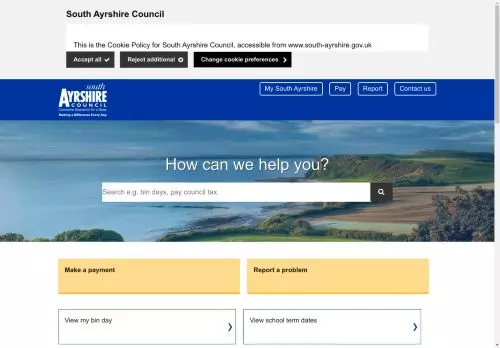 South Ayrshire Council
This is the Cookie Policy for South Ayrshire Council, accessible from www.south-ayrshire.gov.uk
Accept all
Reject additional
Change cookie preferences
south
AYRSHIRE
COUNCIL
Making a Difference Every Day
My South Ayrshire
Pay
Report
Contact us
How can we help you?
Search e.g. bin days, pay council tax.
Make a payment
Report a problem
View my bin day
View school term dates